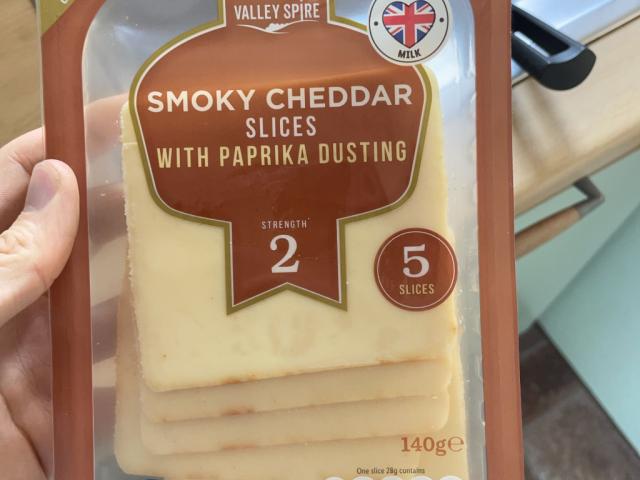 VALLEY SPIRE
MILK
SMOKY CHEDDAR
SLICES
WITH PAPRIKA DUSTING
STRENGTH
2
5
SLICES
140g℮
One slice 28g contains